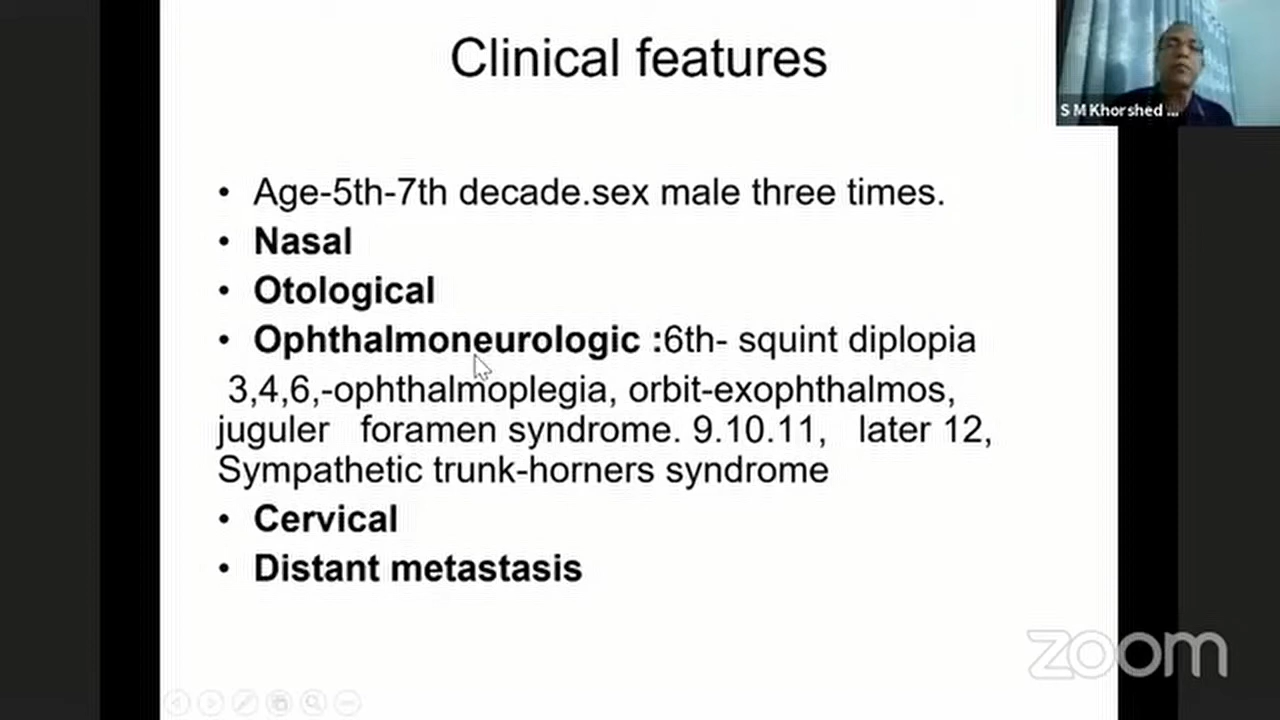 Clinical features
S M Khorshed ...
• Age-5th-7th decade.sex male three times.
• Nasal
• Otological
• Ophthalmoneurologic :6th- squint diplopia
3,4,6,-ophthalmoplegia, orbit-exophthalmos,
juguler foramen syndrome. 9.10.11, later 12,
Sympathetic trunk-horners syndrome
• Cervical
• Distant metastasis
zoom